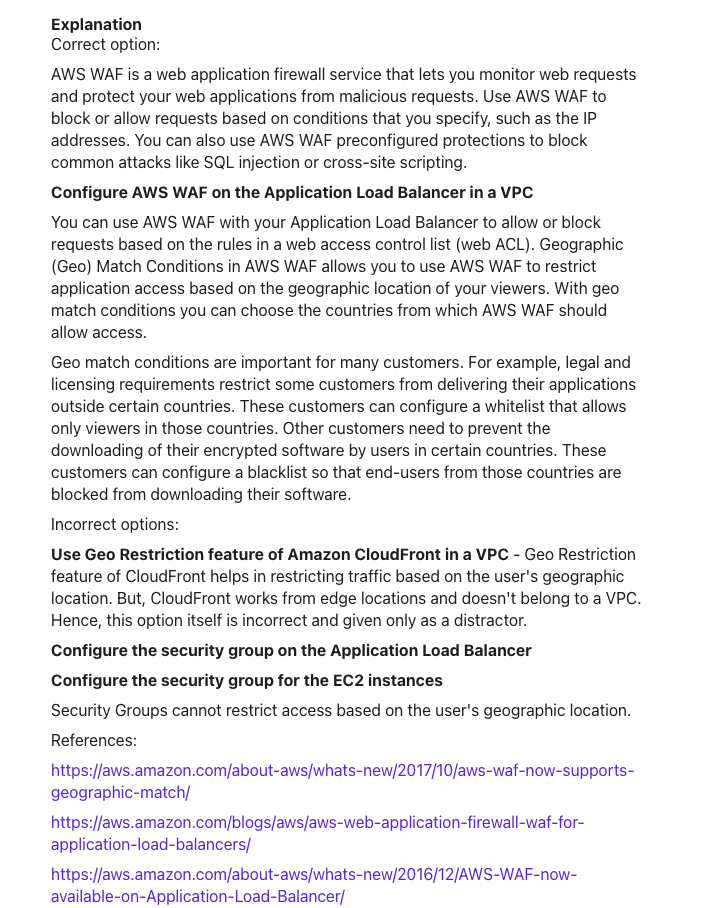 Explanation
Correct option:
AWS WAF is a web application firewall service that lets you monitor web requests
and protect your web applications from malicious requests. Use AWS WAF to
block or allow requests based on conditions that you specify, such as the IP
addresses. You can also use AWS WAF preconfigured protections to block
common attacks like SQL injection or cross-site scripting.
Configure AWS WAF on the Application Load Balancer in a VPC
You can use AWS WAF with your Application Load Balancer to allow or block
requests based on the rules in a web access control list (web ACL). Geographic
(Geo) Match Conditions in AWS WAF allows you to use AWS WAF to restrict
application access based on the geographic location of your viewers. With geo
match conditions you can choose the countries from which AWS WAF should
allow access.
Geo match conditions are important for many customers. For example, legal and
licensing requirements restrict some customers from delivering their applications
outside certain countries. These customers can configure a whitelist that allows
only viewers in those countries. Other customers need to prevent the
downloading of their encrypted software by users in certain countries. These
customers can configure a blacklist so that end-users from those countries are
blocked from downloading their software.
Incorrect options:
Use Geo Restriction feature of Amazon CloudFront in a VPC - Geo Restriction
feature of CloudFront helps in restricting traffic based on the user's geographic
location. But, CloudFront works from edge locations and doesn't belong to a VPC.
Hence, this option itself is incorrect and given only as a distractor.
Configure the security group on the Application Load Balancer
Configure the security group for the EC2 instances
Security Groups cannot restrict access based on the user's geographic location.
References:
https://aws.amazon.com/about-aws/whats-new/2017/10/aws-waf-now-supports-
geographic-match/
https://aws.amazon.com/blogs/aws/aws-web-application-firewall-waf-for-
application-load-balancers/
https://aws.amazon.com/about-aws/whats-new/2016/12/AWS-WAF-now-
available-on-Application-Load-Balancer/